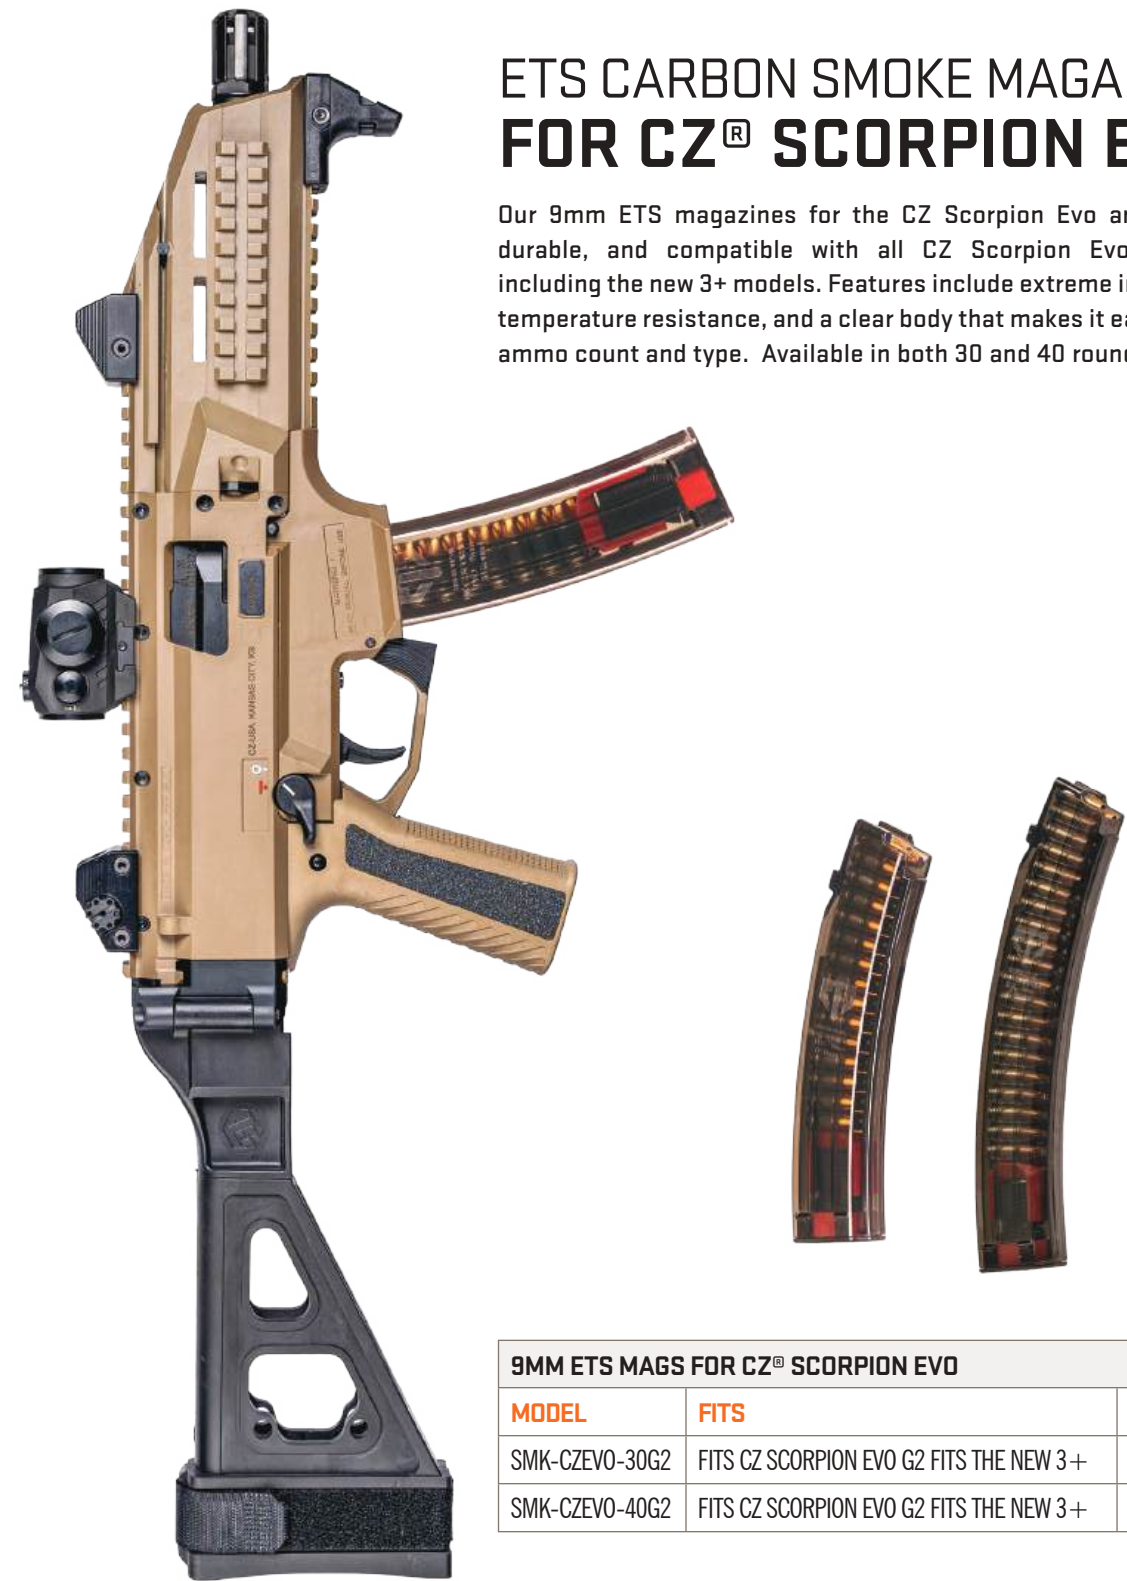 ETS CARBON SMOKE MAGA
FOR CZ® SCORPION E
Our 9mm ETS magazines for the CZ Scorpion Evo ar
durable, and compatible with all CZ Scorpion Evo
including the new 3+ models. Features include extreme i
temperature resistance, and a clear body that makes it ea
ammo count and type. Available in both 30 and 40 roun
CZ-USA, KANSAS-CITY, KS
9MM ETS MAGS FOR CZ® SCORPION EVO
MODEL FITS
SMK-CZEVO-30G2 FITS CZ SCORPION EVO G2 FITS THE NEW 3+
SMK-CZEVO-40G2 FITS CZ SCORPION EVO G2 FITS THE NEW 3+